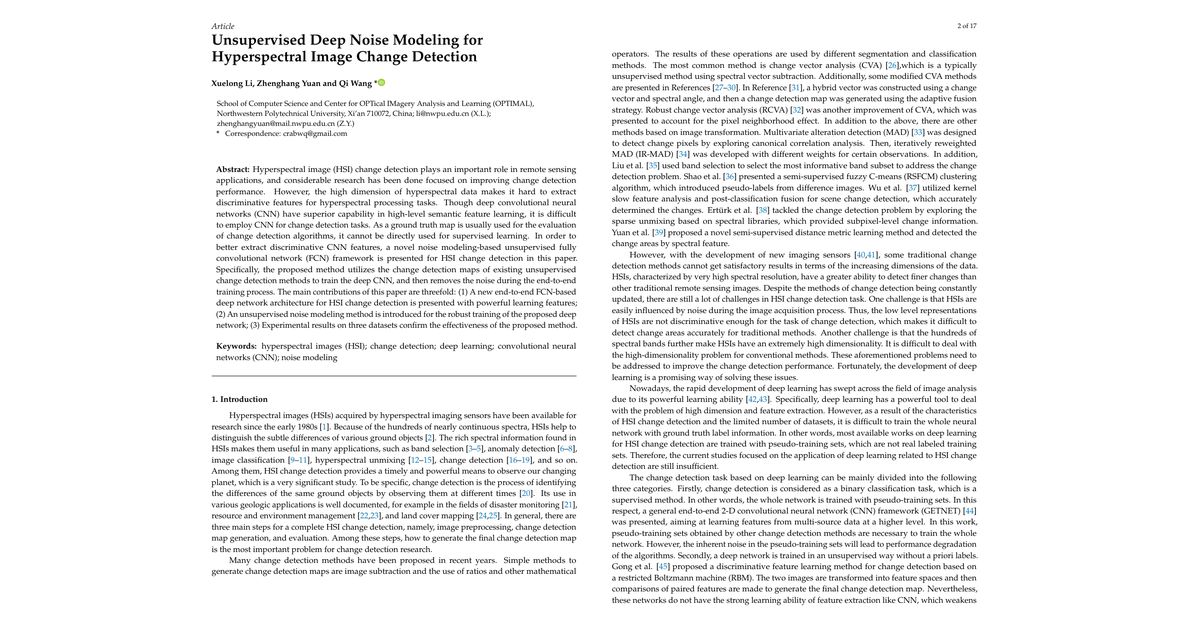 Article
Unsupervised Deep Noise Modeling for
Hyperspectral Image Change Detection
Xuelong Li, Zhenghang Yuan and Qi Wang *
School of Computer Science and Center for OPTical IMagery Analysis and Learning (OPTIMAL),
Northwestern Polytechnical University, Xi'an 710072, China; li@nwpu.edu.cn (X.L.);
zhenghangyuan@mail.nwpu.edu.cn (Z.Y.)
* Correspondence: crabwq@gmail.com
Abstract: Hyperspectral image (HSI) change detection plays an important role in remote sensing
applications, and considerable research has been done focused on improving change detection
performance. However, the high dimension of hyperspectral data makes it hard to extract
discriminative features for hyperspectral processing tasks. Though deep convolutional neural
networks (CNN) have superior capability in high-level semantic feature learning, it is difficult
to employ CNN for change detection tasks. As a ground truth map is usually used for the evaluation
of change detection algorithms, it cannot be directly used for supervised learning. In order to
better extract discriminative CNN features, a novel noise modeling-based unsupervised fully
convolutional network (FCN) framework is presented for HSI change detection in this paper.
Specifically, the proposed method utilizes the change detection maps of existing unsupervised
change detection methods to train the deep CNN, and then removes the noise during the end-to-end
training process. The main contributions of this paper are threefold: (1) A new end-to-end FCN-based
deep network architecture for HSI change detection is presented with powerful learning features;
(2) An unsupervised noise modeling method is introduced for the robust training of the proposed deep
network; (3) Experimental results on three datasets confirm the effectiveness of the proposed method.
Keywords: hyperspectral images (HSI); change detection; deep learning; convolutional neural
networks (CNN); noise modeling
1. Introduction
Hyperspectral images (HSIs) acquired by hyperspectral imaging sensors have been available for
research since the early 1980s [1]. Because of the hundreds of nearly continuous spectra, HSIs help to
distinguish the subtle differences of various ground objects [2]. The rich spectral information found in
HSIs makes them useful in many applications, such as band selection [3–5], anomaly detection [6–8],
image classification [9–11], hyperspectral unmixing [12–15], change detection [16–19], and so on.
Among them, HSI change detection provides a timely and powerful means to observe our changing
planet, which is a very significant study. To be specific, change detection is the process of identifying
the differences of the same ground objects by observing them at different times [20]. Its use in
various geologic applications is well documented, for example in the fields of disaster monitoring [21],
resource and environment management [22,23], and land cover mapping [24,25]. In general, there are
three main steps for a complete HSI change detection, namely, image preprocessing, change detection
map generation, and evaluation. Among these steps, how to generate the final change detection map
is the most important problem for change detection research.
Many change detection methods have been proposed in recent years. Simple methods to
generate change detection maps are image subtraction and the use of ratios and other mathematical
2 of 17
operators. The results of these operations are used by different segmentation and classification
methods. The most common method is change vector analysis (CVA) [26],which is a typically
unsupervised method using spectral vector subtraction. Additionally, some modified CVA methods
are presented in References [27–30]. In Reference [31], a hybrid vector was constructed using a change
vector and spectral angle, and then a change detection map was generated using the adaptive fusion
strategy. Robust change vector analysis (RCVA) [32] was another improvement of CVA, which was
presented to account for the pixel neighborhood effect. In addition to the above, there are other
methods based on image transformation. Multivariate alteration detection (MAD) [33] was designed
to detect change pixels by exploring canonical correlation analysis. Then, iteratively reweighted
MAD (IR-MAD) [34] was developed with different weights for certain observations. In addition,
Liu et al. [35] used band selection to select the most informative band subset to address the change
detection problem. Shao et al. [36] presented a semi-supervised fuzzy C-means (RSFCM) clustering
algorithm, which introduced pseudo-labels from difference images. Wu et al. [37] utilized kernel
slow feature analysis and post-classification fusion for scene change detection, which accurately
determined the changes. Ertürk et al. [38] tackled the change detection problem by exploring the
sparse unmixing based on spectral libraries, which provided subpixel-level change information.
Yuan et al. [39] proposed a novel semi-supervised distance metric learning method and detected the
change areas by spectral feature.
However, with the development of new imaging sensors [40,41], some traditional change
detection methods cannot get satisfactory results in terms of the increasing dimensions of the data.
HSIs, characterized by very high spectral resolution, have a greater ability to detect finer changes than
other traditional remote sensing images. Despite the methods of change detection being constantly
updated, there are still a lot of challenges in HSI change detection task. One challenge is that HSIs are
easily influenced by noise during the image acquisition process. Thus, the low level representations
of HSIs are not discriminative enough for the task of change detection, which makes it difficult to
detect change areas accurately for traditional methods. Another challenge is that the hundreds of
spectral bands further make HSIs have an extremely high dimensionality. It is difficult to deal with
the high-dimensionality problem for conventional methods. These aforementioned problems need to
be addressed to improve the change detection performance. Fortunately, the development of deep
learning is a promising way of solving these issues.
Nowadays, the rapid development of deep learning has swept across the field of image analysis
due to its powerful learning ability [42,43]. Specifically, deep learning has a powerful tool to deal
with the problem of high dimension and feature extraction. However, as a result of the characteristics
of HSI change detection and the limited number of datasets, it is difficult to train the whole neural
network with ground truth label information. In other words, most available works on deep learning
for HSI change detection are trained with pseudo-training sets, which are not real labeled training
sets. Therefore, the current studies focused on the application of deep learning related to HSI change
detection are still insufficient.
The change detection task based on deep learning can be mainly divided into the following
three categories. Firstly, change detection is considered as a binary classification task, which is a
supervised method. In other words, the whole network is trained with pseudo-training sets. In this
respect, a general end-to-end 2-D convolutional neural network (CNN) framework (GETNET) [44]
was presented, aiming at learning features from multi-source data at a higher level. In this work,
pseudo-training sets obtained by other change detection methods are necessary to train the whole
network. However, the inherent noise in the pseudo-training sets will lead to performance degradation
of the algorithms. Secondly, a deep network is trained in an unsupervised way without a priori labels.
Gong et al. [45] proposed a discriminative feature learning method for change detection based on
a restricted Boltzmann machine (RBM). The two images are transformed into feature spaces and then
comparisons of paired features are made to generate the final change detection map. Nevertheless,
these networks do not have the strong learning ability of feature extraction like CNN, which weakens